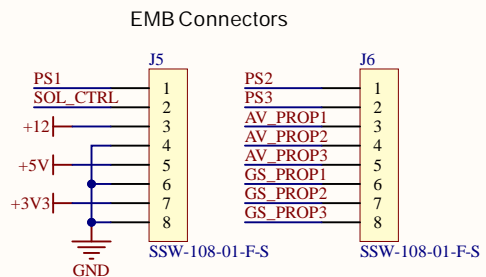 EMB Connectors
J5
PS1 1
SOL_CTRL 2
+12 3
4
+5V 5
6
+3V3 7
8
GND
SSW-108-01-F-S
J6
PS2 1
PS3 2
AV_PROP1 3
AV_PROP2 4
AV_PROP3 5
GS_PROP1 6
GS_PROP2 7
GS_PROP3 8
SSW-108-01-F-S